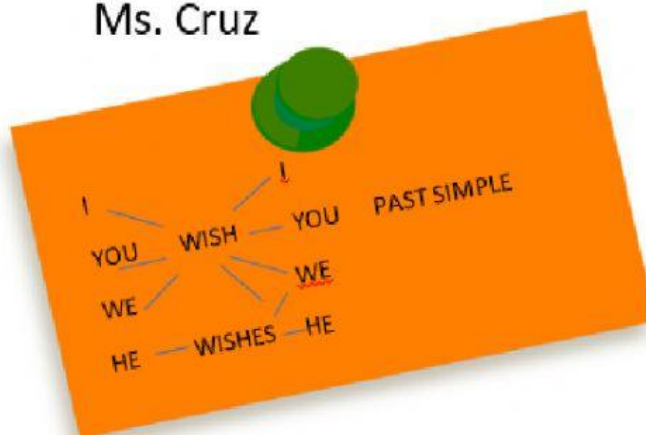 Ms. Cruz
I
I
YOU WISH YOU PAST SIMPLE
WE WE
HE WISHES HE